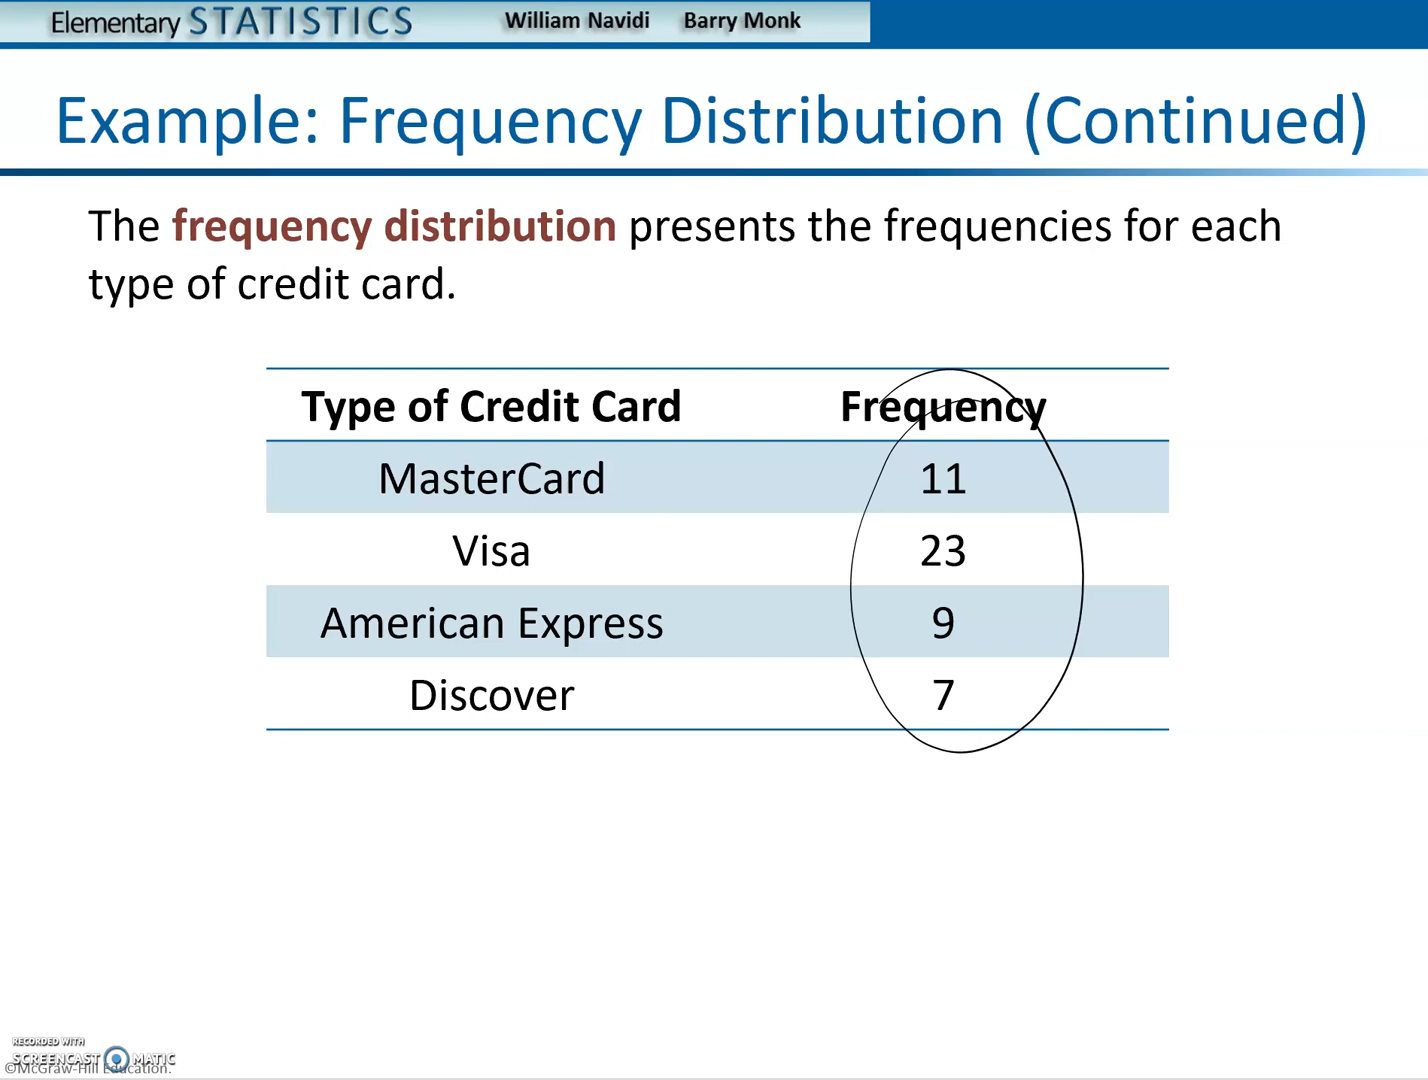 Elementary STATISTICS William Navidi Barry Monk
Example: Frequency Distribution (Continued)
The frequency distribution presents the frequencies for each
type of credit card.
Type of Credit Card Frequency
MasterCard 11
Visa 23
American Express 9
Discover 7
RECORDED WITH
SCREENCAST MATIC
©McGraw-Hill Education.